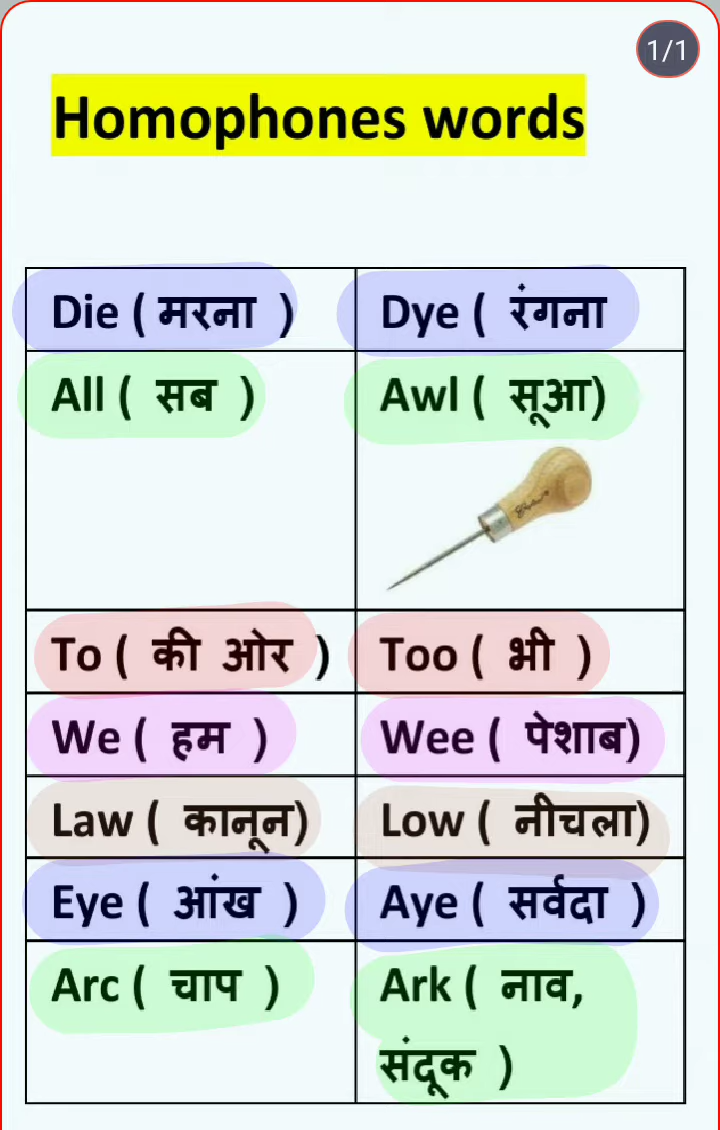 1/1
Homophones words
Die ( मरना )
Dye ( रंगना
All ( सब )
Awl ( सूआ)
To ( की ओर )
Too ( भी )
We ( हम )
Wee ( पेशाब)
Law ( कानून)
Low ( नीचला)
Eye ( आंख )
Aye ( सर्वदा )
Arc ( चाप )
Ark ( नाव,
संदूक )